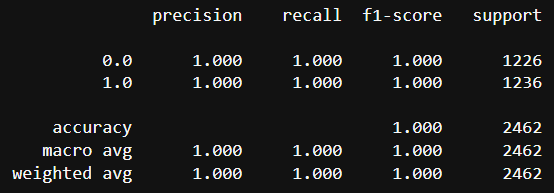 precision recall f1-score support
0.0 1.000 1.000 1.000 1226
1.0 1.000 1.000 1.000 1236
accuracy 1.000 2462
macro avg 1.000 1.000 1.000 2462
weighted avg 1.000 1.000 1.000 2462